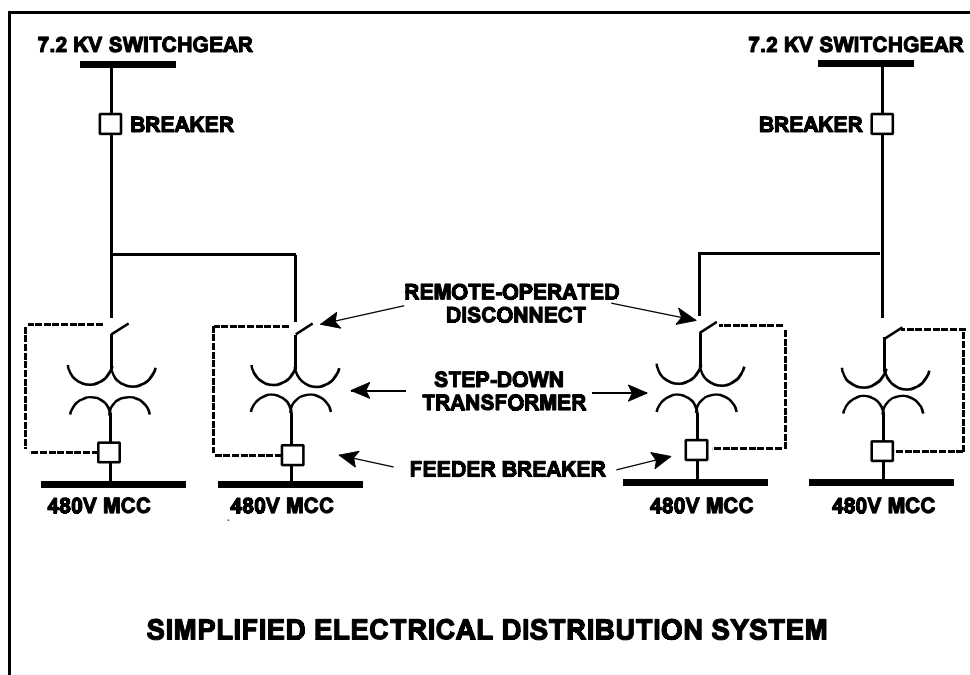 7.2 KV SWITCHGEAR
7.2 KV SWITCHGEAR
BREAKER
BREAKER
REMOTE-OPERATED
DISCONNECT
STEP-DOWN
TRANSFORMER
FEEDER BREAKER
480V MCC
480V MCC
480V MCC
480V MCC
SIMPLIFIED ELECTRICAL DISTRIBUTION SYSTEM